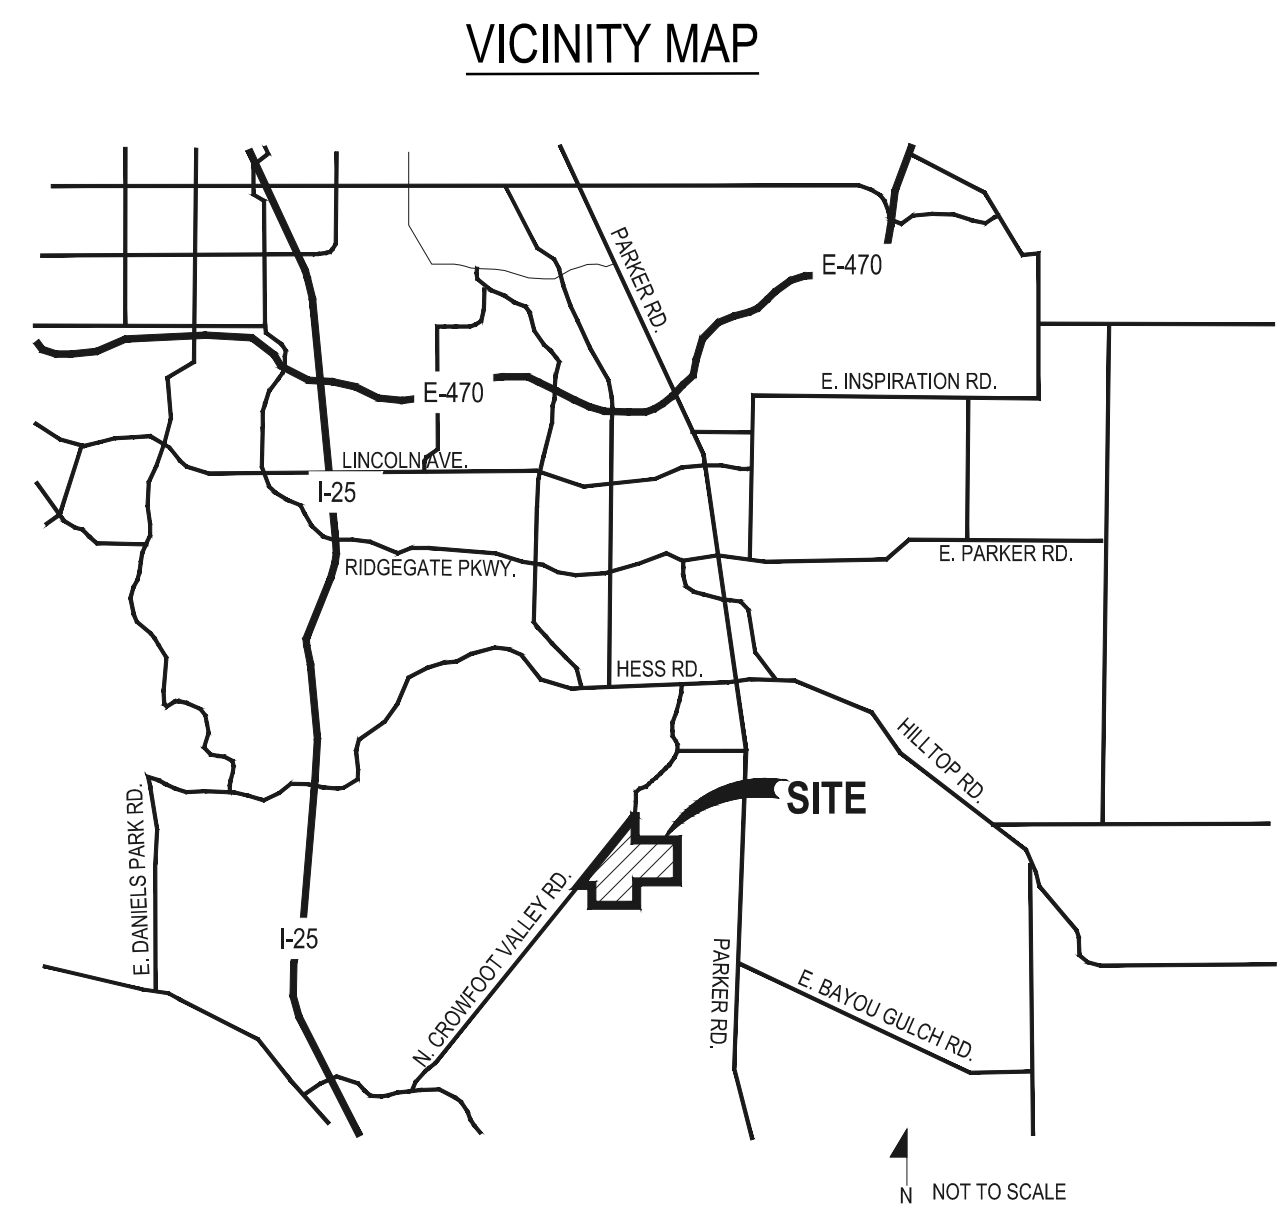 VICINITY MAP
PARKER RD.
E-470
E. INSPIRATION RD.
E-470
LINCOLN AVE.
I-25
E. PARKER RD.
RIDGEGATE PKWY.
HESS RD.
HILLTOP RD.
SITE
E. DANIELS PARK RD.
N. CROWFOOT VALLEY RD.
I-25
PARKER RD.
E. BAYOU GULCH RD.
N
NOT TO SCALE